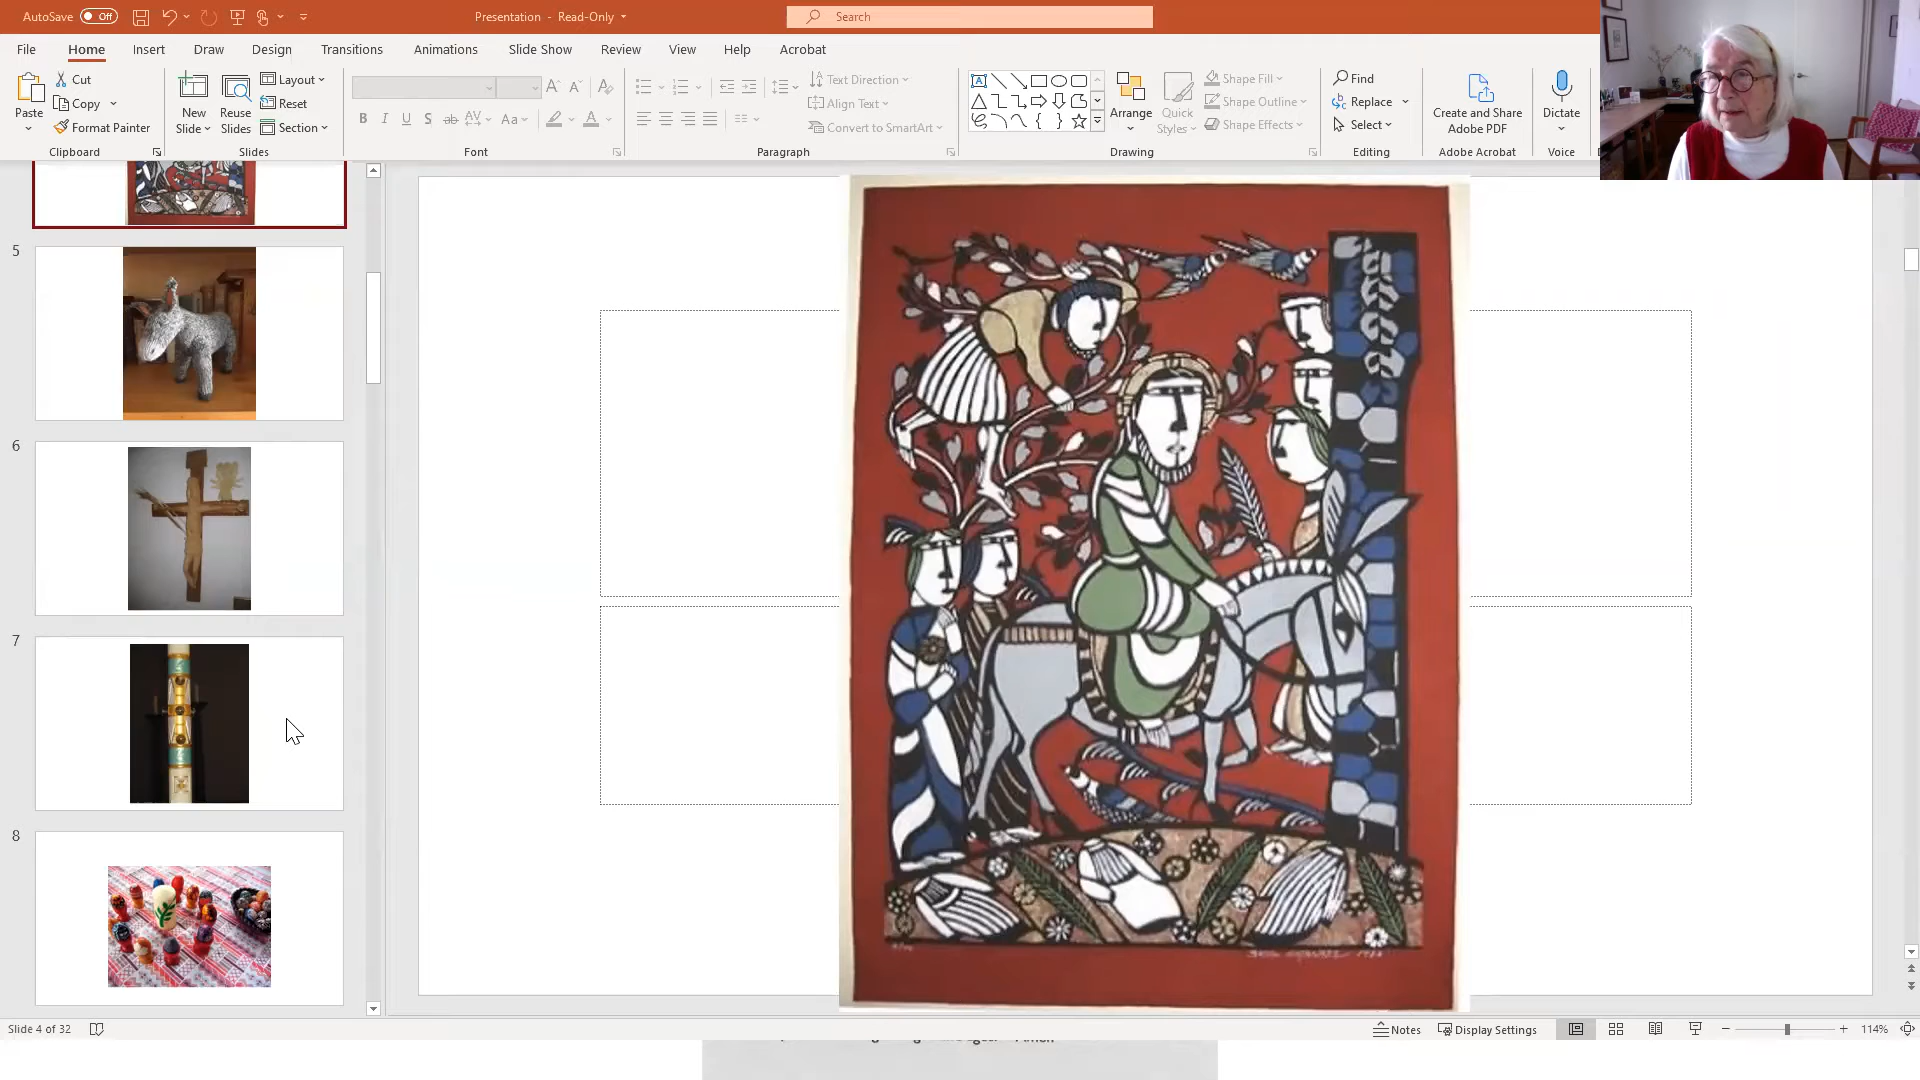 AutoSave Off
Presentation - Read-Only
Search
File Home Insert Draw Design Transitions Animations Slide Show Review View Help Acrobat
Paste
Cut
Copy
Format Painter
Clipboard
New Slide
Reuse Slides
Layout
Reset
Section
Slides
B I U S ab AV Aa A
Font
Text Direction
Align Text
Convert to SmartArt
Paragraph
Arrange
Quick Styles
Shape Fill
Shape Outline
Shape Effects
Drawing
Find
Replace
Select
Editing
Create and Share Adobe PDF
Adobe Acrobat
Dictate
Voice
5
6
7
8
Slide 4 of 32
Notes
Display Settings
114%